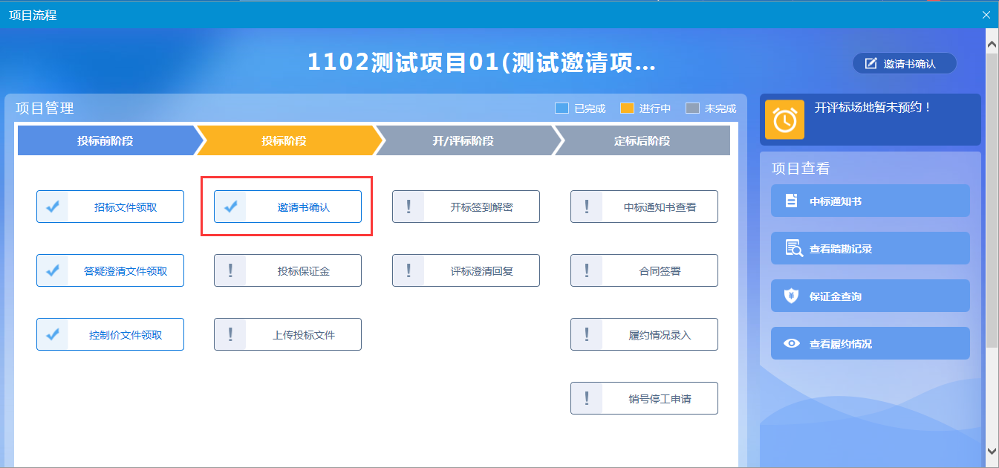 项目流程
1102测试项目01(测试邀请项...
邀请书确认
项目管理
已完成
进行中
未完成
投标前阶段
投标阶段
开/评标阶段
定标后阶段
招标文件领取
邀请书确认
开标签到解密
中标通知书查看
答疑澄清文件领取
投标保证金
评标澄清回复
合同签署
控制价文件领取
上传投标文件
履约情况录入
销号停工申请
开评标场地暂未预约！
项目查看
中标通知书
查看踏勘记录
保证金查询
查看履约情况